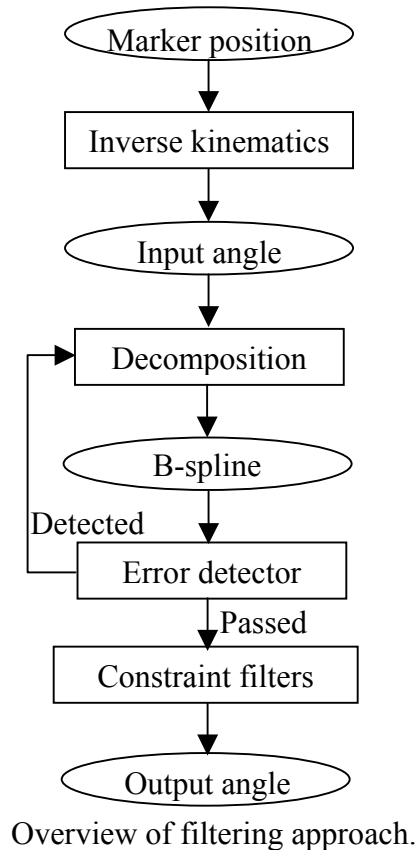 Marker position
Inverse kinematics
Input angle
Decomposition
B-spline
Detected
Error detector
Passed
Constraint filters
Output angle
Overview of filtering approach.